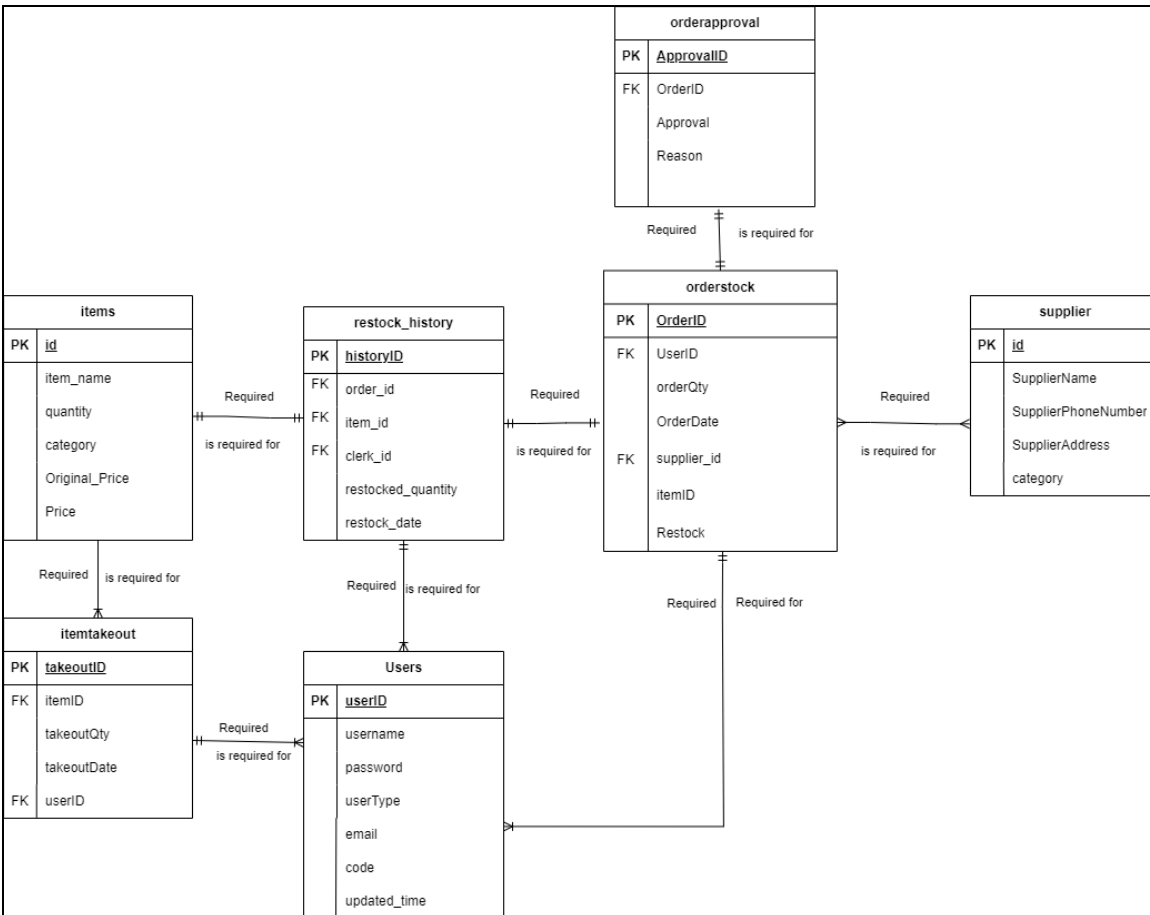 orderapproval
PK ApprovalID
FK OrderID
Approval
Reason
Required
is required for
items
PK id
item_name
quantity
category
Original_Price
Price
Required
is required for
restock_history
PK historyID
FK order_id
FK item_id
FK clerk_id
restocked_quantity
restock_date
Required
is required for
orderstock
PK OrderID
FK UserID
orderQty
OrderDate
FK supplier_id
itemID
Restock
Required
is required for
supplier
PK id
SupplierName
SupplierPhoneNumber
SupplierAddress
category
Required
is required for
Required
is required for
Required
Required for
itemtakeout
PK takeoutID
FK itemID
takeoutQty
takeoutDate
FK userID
Required
is required for
Users
PK userID
username
password
userType
email
code
updated_time